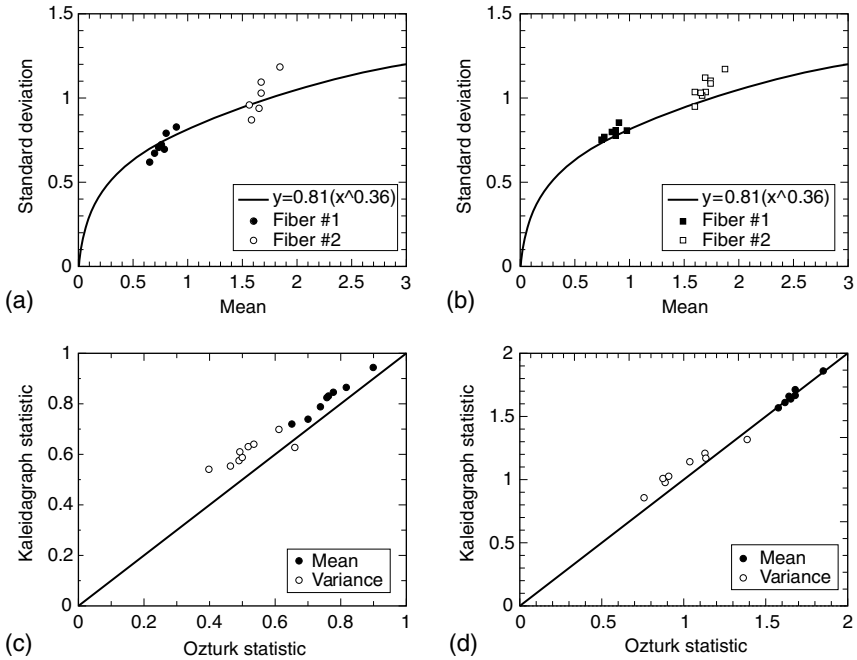 1.5
1
0.5
0
Standard deviation
y=0.81(x^0.36)
Fiber #1
Fiber #2
0 0.5 1 1.5 2 2.5 3
Mean
(a)
1.5
1
0.5
0
Standard deviation
y=0.81(x^0.36)
Fiber #1
Fiber #2
0 0.5 1 1.5 2 2.5 3
Mean
(b)
1
0.8
0.6
0.4
0.2
0
Kaleidagraph statistic
Mean
Variance
0 0.2 0.4 0.6 0.8 1
Ozturk statistic
(c)
2
1.5
1
0.5
0
Kaleidagraph statistic
Mean
Variance
0 0.5 1 1.5 2
Ozturk statistic
(d)